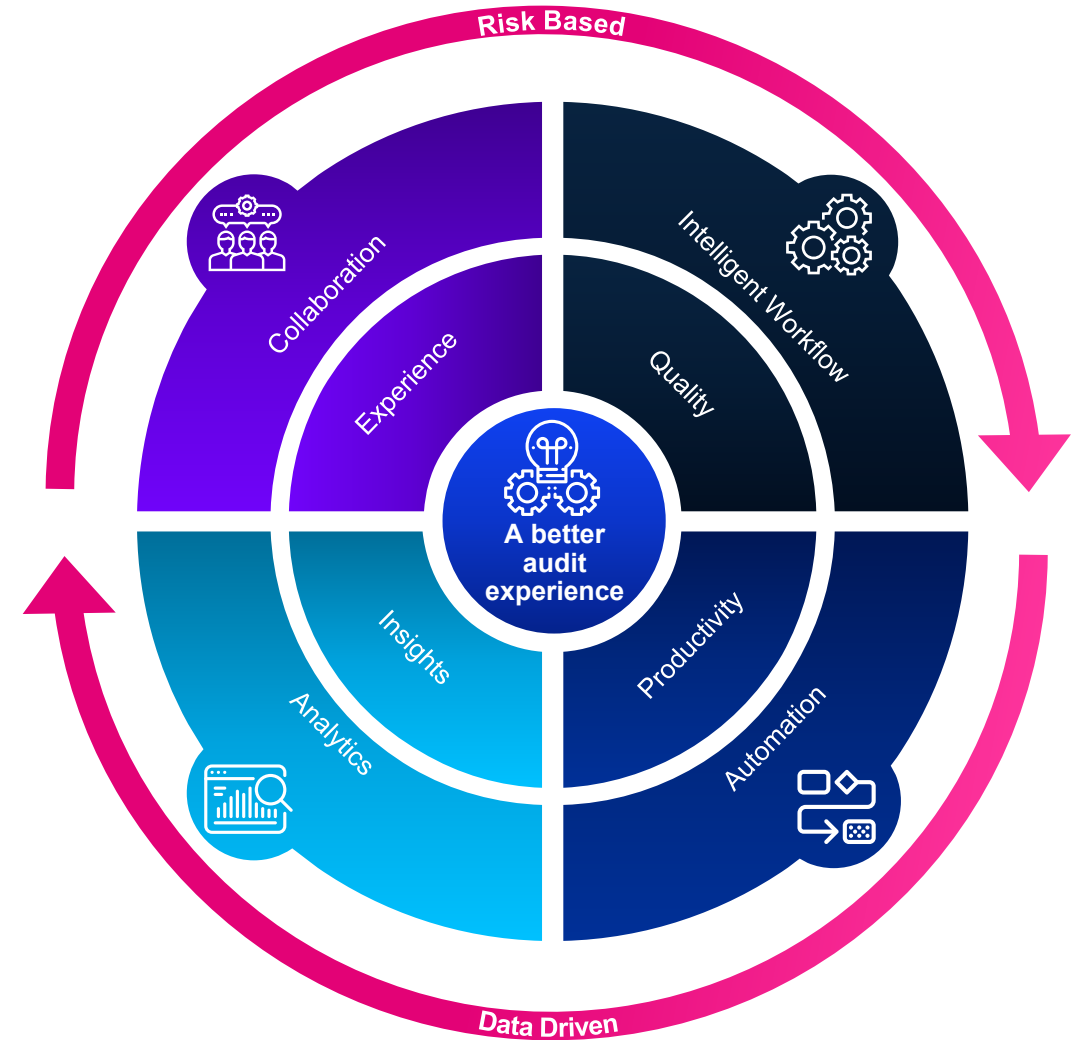 Risk Based
Collaboration
Experience
Intelligent Workflow
Quality
A better
audit
experience
Insights
Analytics
Productivity
Automation
Data Driven